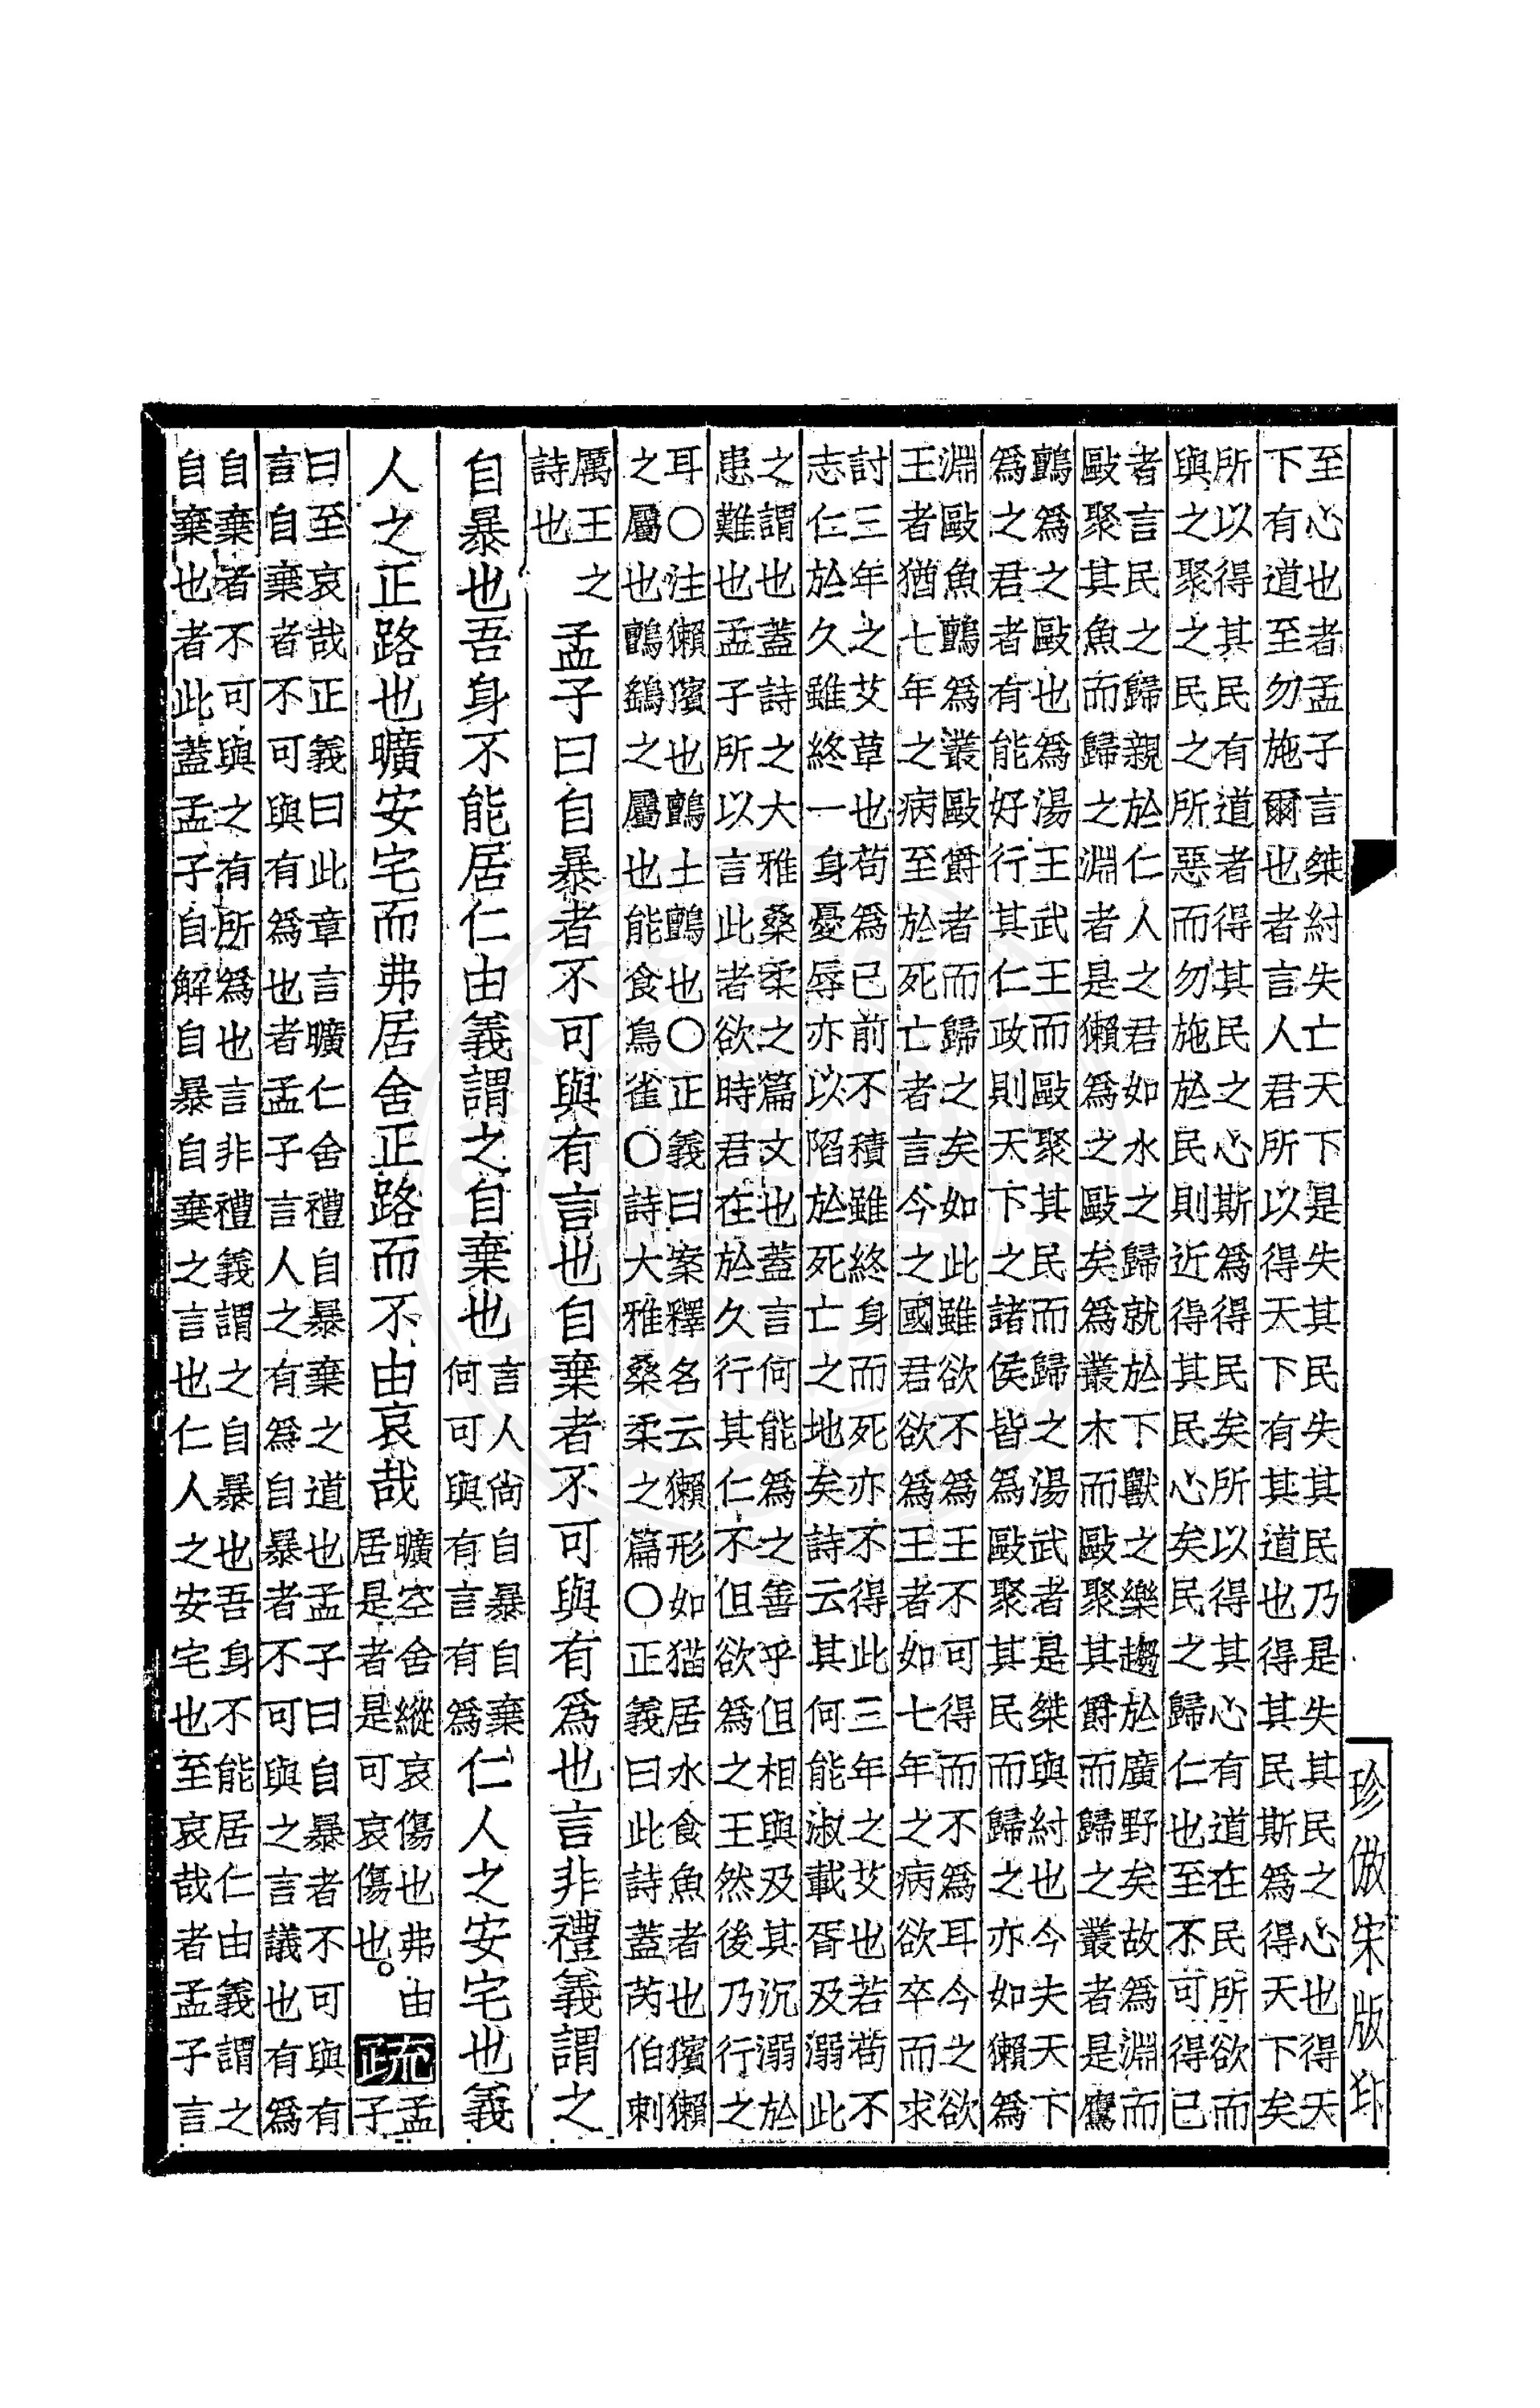 至心也者孟子言桀紂失亡天下是失其民失其民乃是失其民之心也得天
下有道至勿施爾也者言人君所以得天下有其道也得其民斯爲得天下矣
所以得其民有道者得其民之心斯爲得民矣所以得其心有道在民所欲而
與之聚之民之所惡而勿施於民則近得其民心矣民之歸仁也至不可得已
者言民之歸親於仁人之君如水之歸就於下獸之樂趨於廣野矣故爲淵而
敺聚其魚而歸之淵者是獺爲之敺矣爲叢木而敺聚其爵而歸之叢者是鷹
鸇爲之敺也爲湯王武王而敺聚其民而歸之湯武者是桀與紂也今夫天下
爲之君者有能好行其仁政則天下之諸侯皆爲敺聚其民而歸之亦如獺爲
淵敺魚鸇爲叢敺爵者而歸之矣如此雖欲不爲王不可得而不爲耳今之欲
王者猶七年之病至於死亡者言今之國君欲爲王者如七年之病欲卒而求
討三年之艾草也苟爲已前不積雖終身而死亦不得此三年之艾也若苟不
志仁於久雖終一身憂辱亦以陷於死亡之地矣詩云其何能淑載胥及溺此
之謂也蓋詩之大雅桑柔之篇文也蓋言何能爲之善乎但相與及其沉溺於
患難也孟子所以言此者欲時君在於久行其仁不但欲爲之王然後乃行之
耳〇注獺獱也鸇土鸇也〇正義曰案釋名云獺形如猫居水食魚者也獱獺
之屬也鸇鷂之屬也能食鳥雀〇詩大雅桑柔之篇〇正義曰此詩蓋芮伯刺
厲王之
詩也
孟子曰自暴者不可與有言也自棄者不可與有爲也言非禮義謂之
自暴也吾身不能居仁由義謂之自棄也
言人尙自暴自棄
何可與有言有爲
仁人之安宅也義
人之正路也曠安宅而弗居舍正路而不由哀哉
曠空舍縱哀傷也弗由
居是者是可哀傷也
疏
孟
子
曰至哀哉正義曰此章言曠仁舍禮自暴棄之道也孟子曰自暴者不可與有
言自棄者不可與有爲也者孟子言人之有爲自暴者不可與之言議也有爲
自棄者不可與之有所爲也言非禮義謂之自暴也吾身不能居仁由義謂之
自棄也者此蓋孟子自解自暴自棄之言也仁人之安宅也至哀哉者孟子言
珍倣宋版印